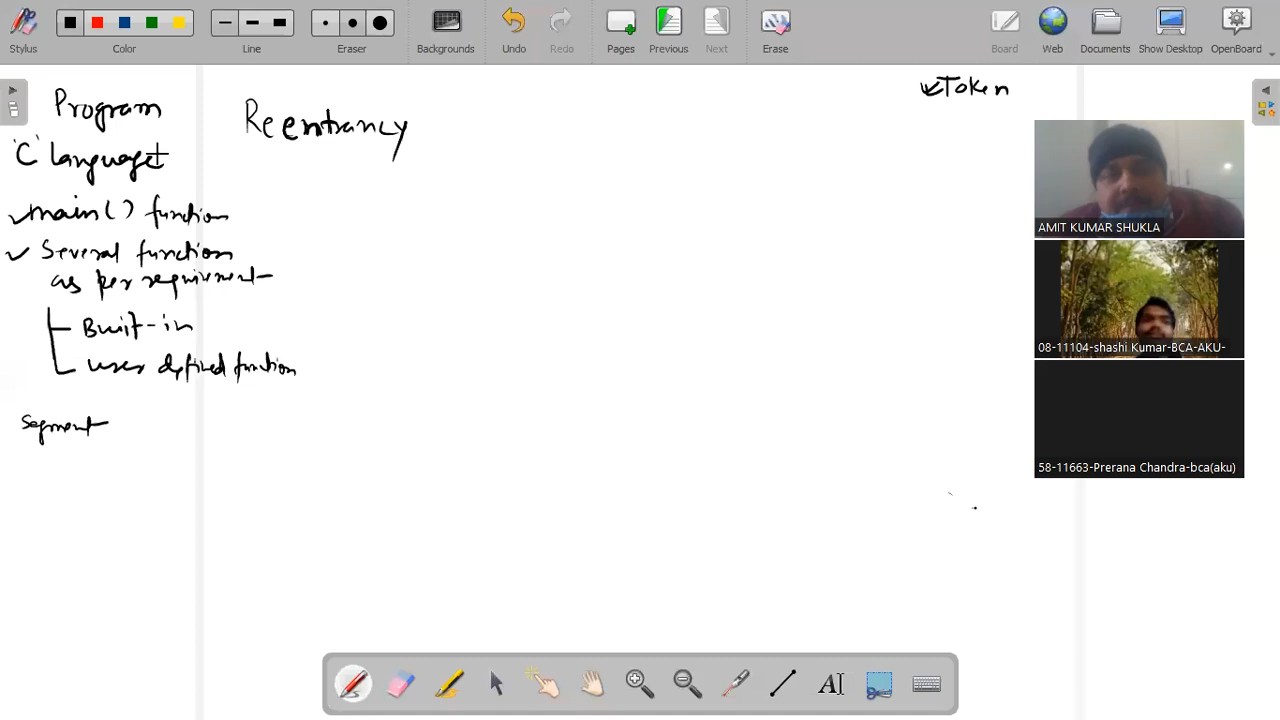 Stylus
Color
Line
Eraser
Backgrounds
Undo
Redo
Pages
Previous
Next
Erase
Board
Web
Documents
Show Desktop
OpenBoard
Token
Program
'C' language
main() function
Several function
as per requirement
Built-in
user defined function
Segment
Reentrancy
AMIT KUMAR SHUKLA
08-11104-shashi Kumar-BCA-AKU-
58-11663-Prerana Chandra-bca(aku)